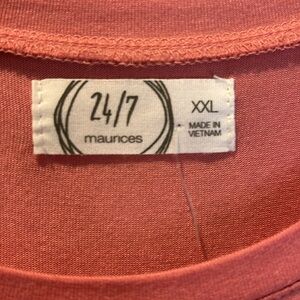 24/7
maurices
XXL
MADE IN
VIETNAM